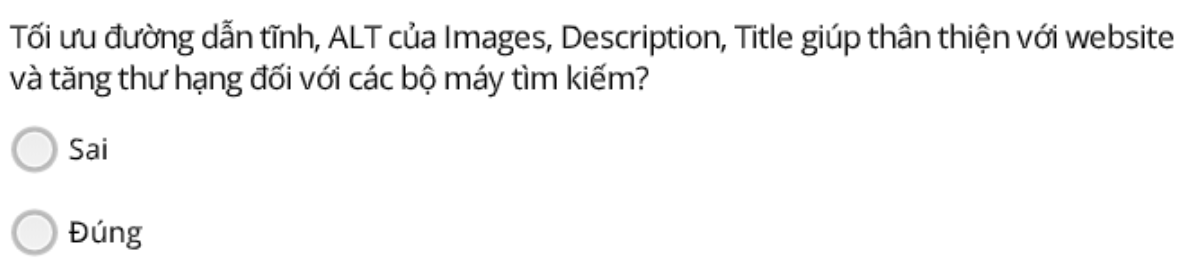 Tối ưu đường dẫn tĩnh, ALT của Images, Description, Title giúp thân thiện với website
và tăng thư hạng đối với các bộ máy tìm kiếm?
Sai
Đúng